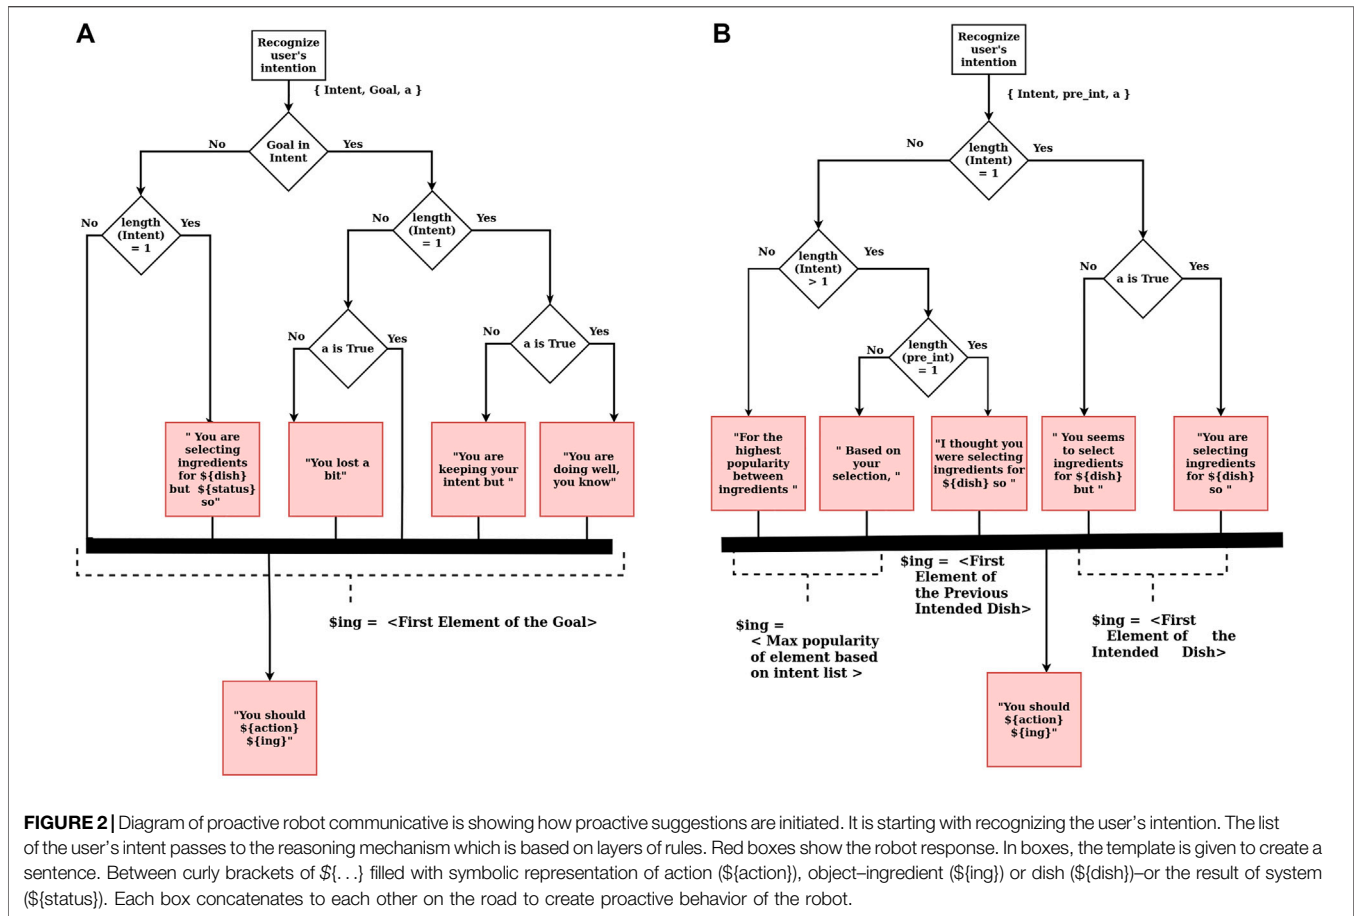 A
Recognize
user's
intention
{ Intent, Goal, a }
Goal in
Intent
No
Yes
length
(Intent)
= 1
No
Yes
length
(Intent)
= 1
No
Yes
a is True
No
Yes
a is True
No
Yes
" You are
selecting
ingredients
for ${dish}
but ${status}
so"
"You lost a
bit"
"You are
keeping your
intent but "
"You are
doing well,
you know"
$ing = <First Element of the Goal>
"You should
${action}
${ing}"
B
Recognize
user's
intention
{ Intent, pre_int, a }
length
(Intent)
= 1
No
Yes
length
(Intent)
> 1
No
Yes
a is True
No
Yes
length
(pre_int)
= 1
No
Yes
"For the
highest
popularity
between
ingredients "
" Based on
your
selection, "
"I thought you
were selecting
ingredients for
${dish} so "
" You seems
to select
ingredients
for ${dish}
but "
"You are
selecting
ingredients
for ${dish}
so "
$ing =
< Max popularity
of element based
on intent list >
$ing = <First
Element of
the Previous
Intended Dish>
$ing = <First
Element of the
Intended Dish>
"You should
${action}
${ing}"
FIGURE 2 | Diagram of proactive robot communicative is showing how proactive suggestions are initiated. It is starting with recognizing the user's intention. The list
of the user's intent passes to the reasoning mechanism which is based on layers of rules. Red boxes show the robot response. In boxes, the template is given to create a
sentence. Between curly brackets of ${. . .} filled with symbolic representation of action (${action}), object–ingredient (${ing}) or dish (${dish})–or the result of system
(${status}). Each box concatenates to each other on the road to create proactive behavior of the robot.